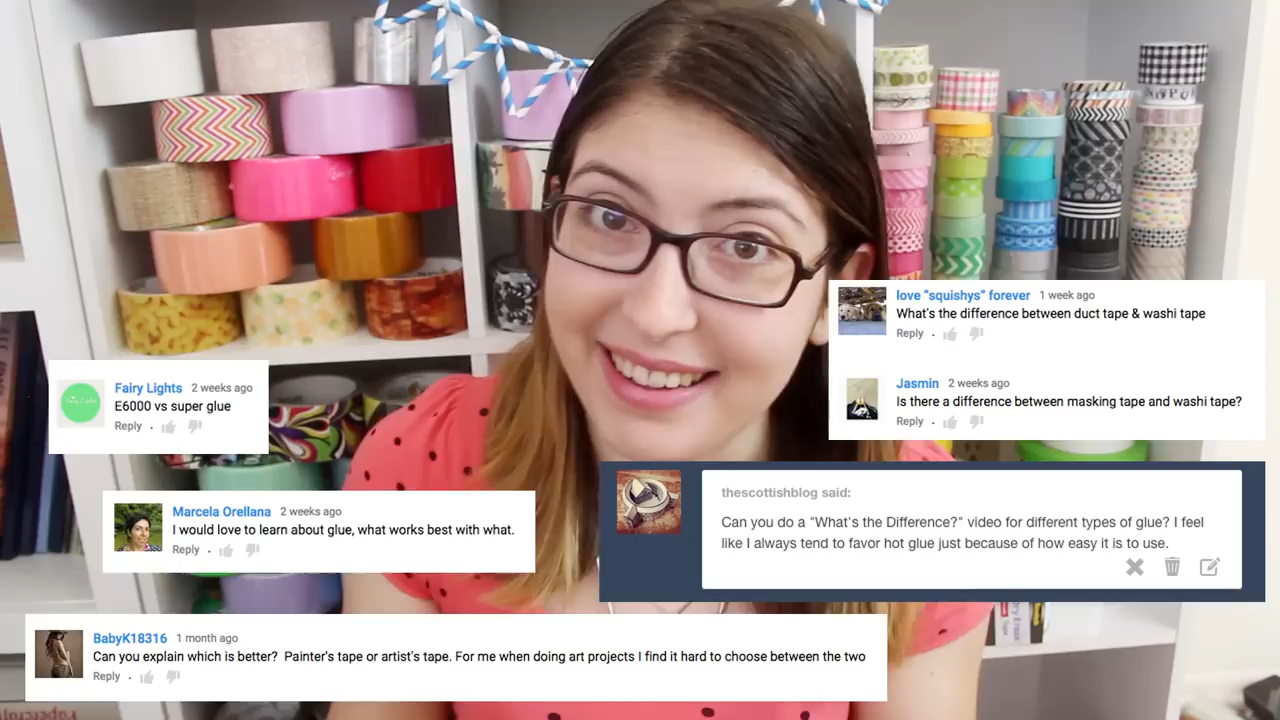 love “squishys” forever 1 week ago
What's the difference between duct tape & washi tape
Reply
Jasmin 2 weeks ago
Is there a difference between masking tape and washi tape?
Reply
Fairy Lights 2 weeks ago
E6000 vs super glue
Reply
thescottishblog said:
Can you do a "What's the Difference?" video for different types of glue? I feel
like I always tend to favor hot glue just because of how easy it is to use.
Marcela Orellana 2 weeks ago
I would love to learn about glue, what works best with what.
Reply
BabyK18316 1 month ago
Can you explain which is better? Painter's tape or artist's tape. For me when doing art projects I find it hard to choose between the two
Reply